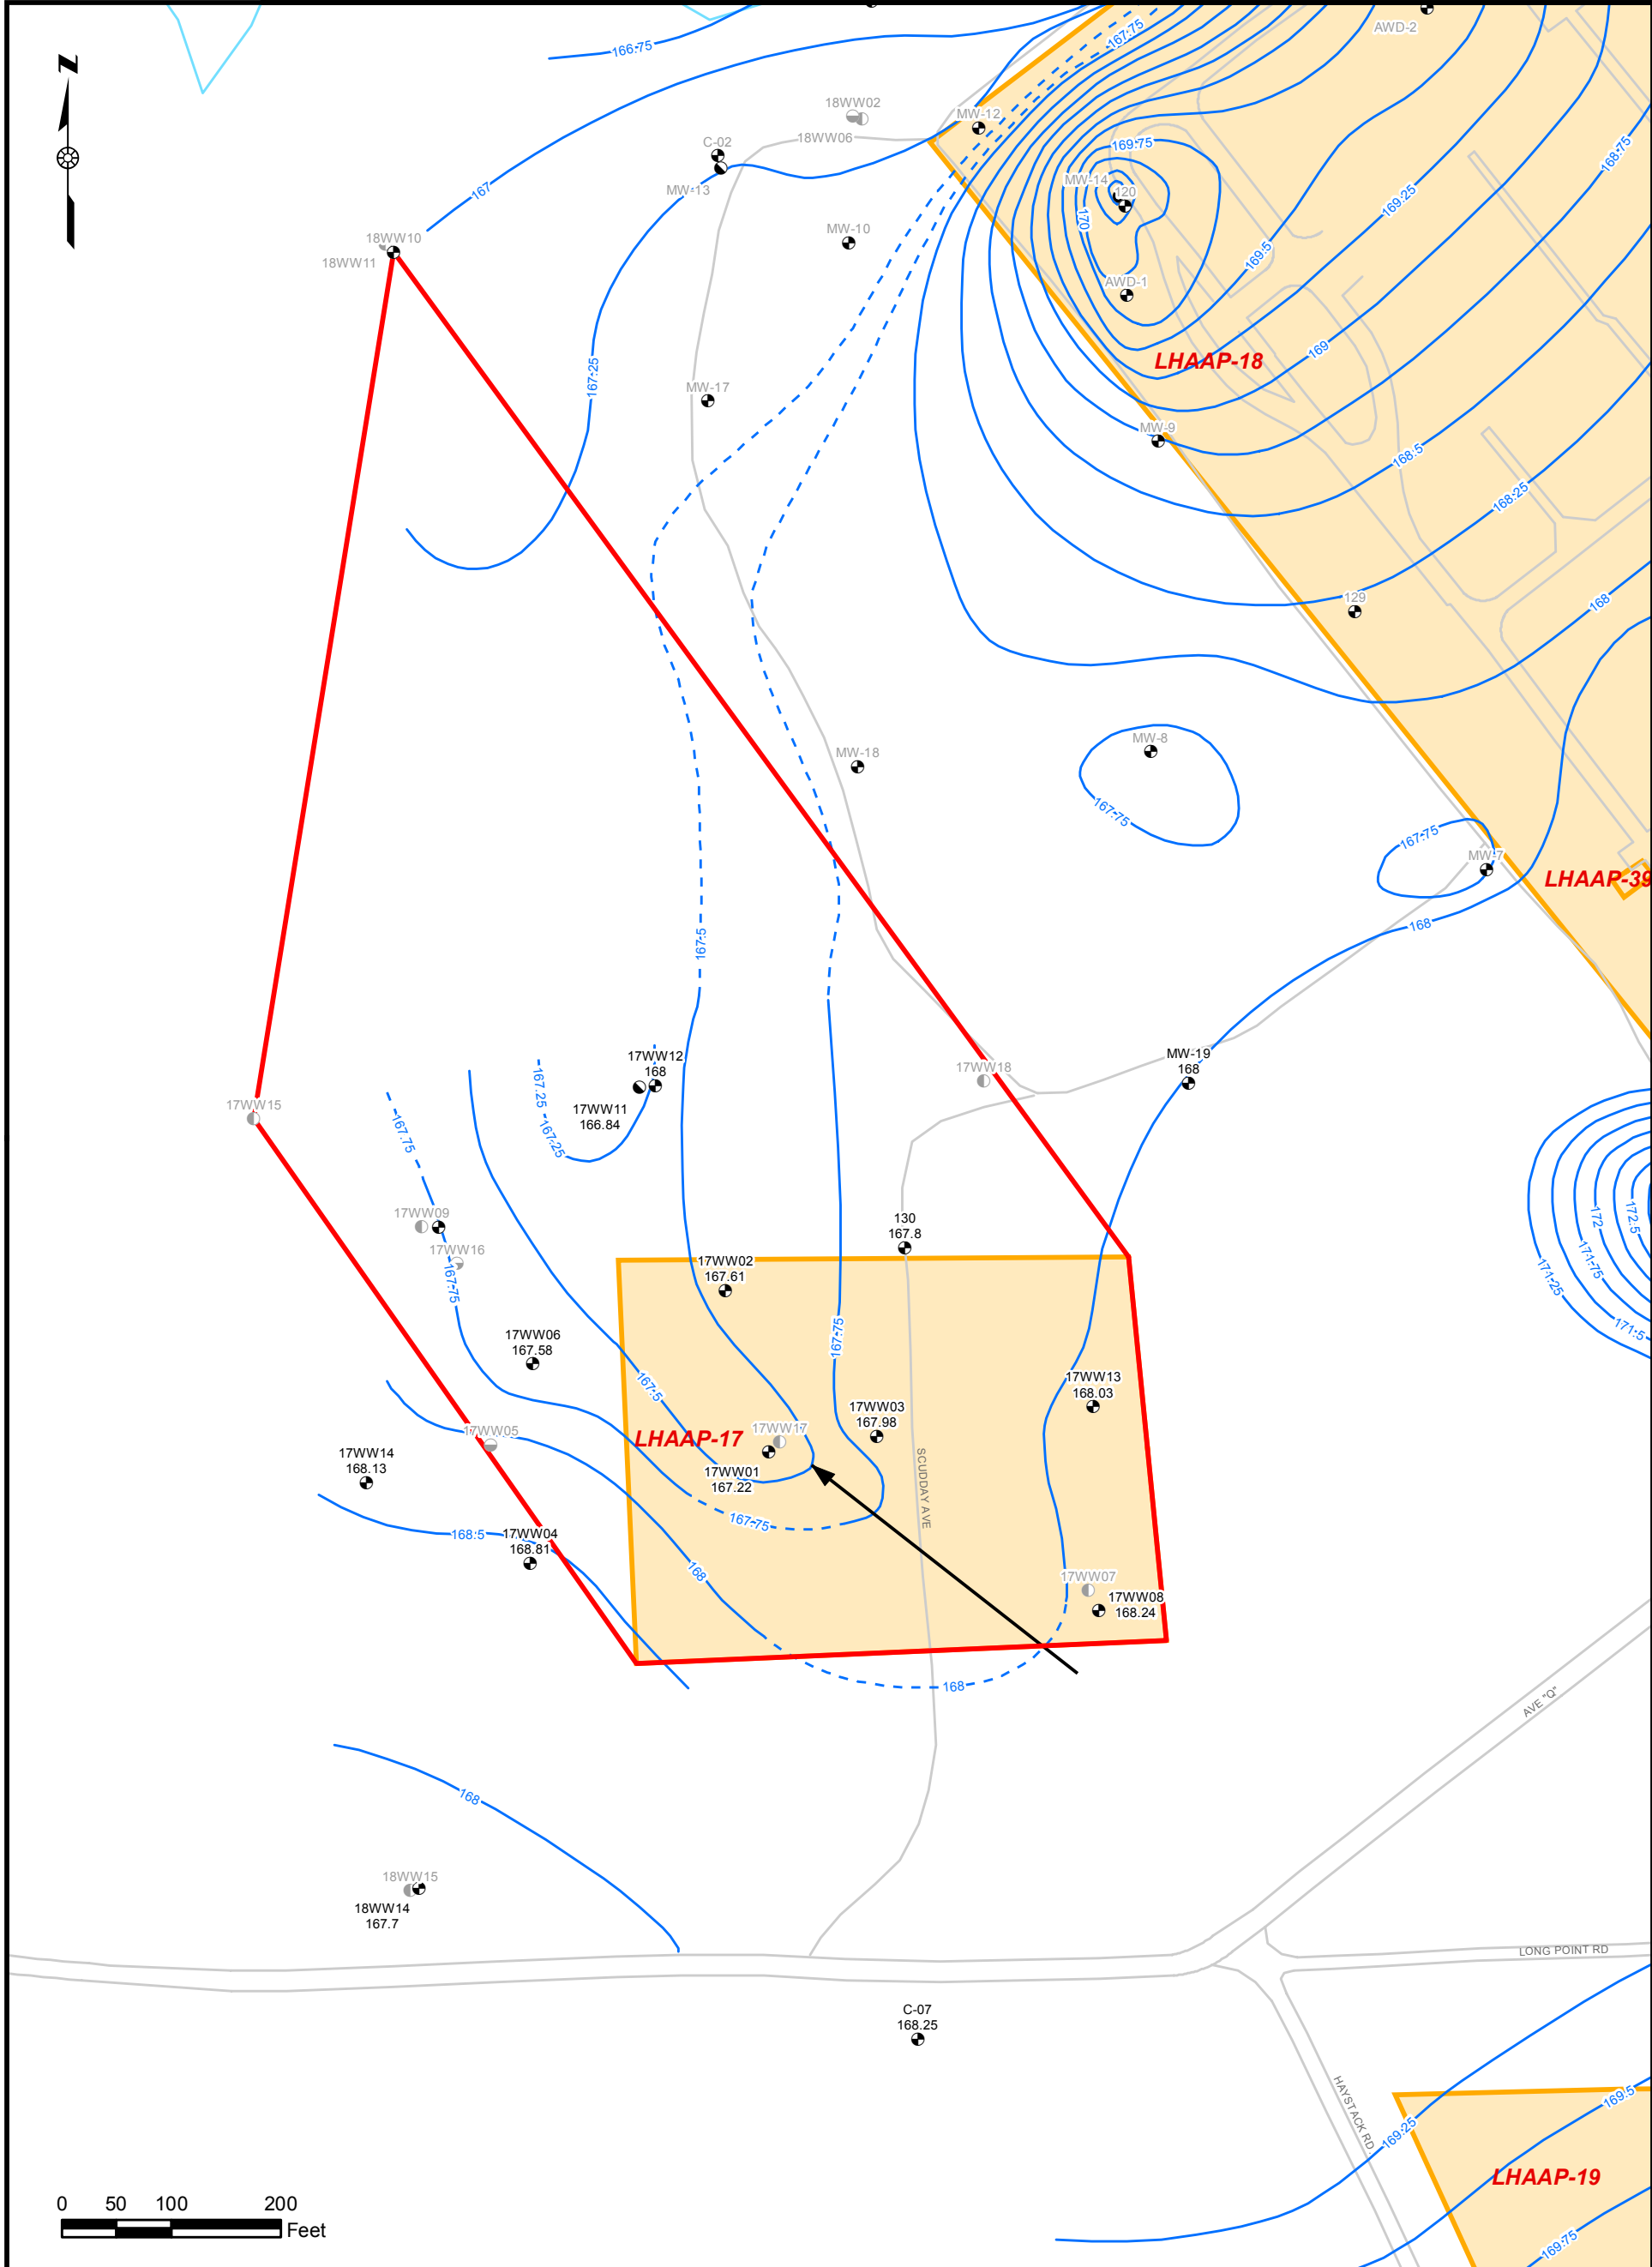 166.75
167.75
AWD-2
N
18WW02
MW-12
18WW06
C-02
169.75
168.75
MW-14
120
MW-13
167
169.25
170
MW-10
18WW10
18WW11
169.5
AWD-1
169
LHAAP-18
167.25
MW-17
MW-9
168.5
168.25
129
168
MW-8
MW-18
167.75
167.75
MW-7
LHAAP-39
168
167.5
17WW12
168
MW-19
168
17WW18
167.25
17WW11
166.84
17WW15
167.75
167.25
17WW09
130
167.8
172
172.5
17WW16
17WW02
167.61
171.75
171.25
167.75
171.5
17WW06
167.58
167.75
167.5
17WW13
168.03
17WW03
167.98
17WW05
LHAAP-17
17WW17
17WW14
168.13
17WW01
167.22
SCUDDAY AVE
167.75
168.5
17WW04
168.81
168
17WW07
17WW08
168.24
168
AVE "Q"
168
18WW15
18WW14
167.7
LONG POINT RD
C-07
168.25
HAYSTACK RD.
169.5
169.25
LHAAP-19
169.75
0 50 100 200
Feet